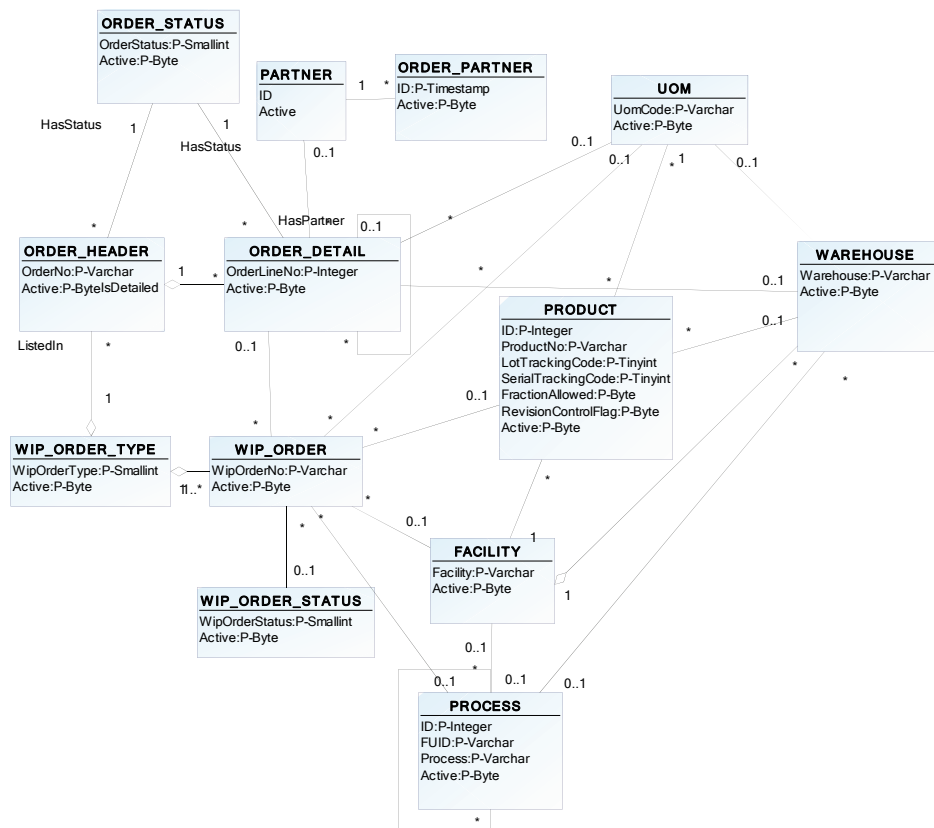 ORDER_STATUS
OrderStatus:P-Smallint
Active:P-Byte
PARTNER
ID
Active
1
*
ORDER_PARTNER
ID:P-Timestamp
Active:P-Byte
UOM
UomCode:P-Varchar
Active:P-Byte
HasStatus
1
1
HasStatus
0..1
0..1
0..1
*
1
0..1
*
*
HasPartner
*
0..1
*
ORDER_HEADER
OrderNo:P-Varchar
Active:P-ByteIsDetailed
1
*
ORDER_DETAIL
OrderLineNo:P-Integer
Active:P-Byte
*
*
0..1
WAREHOUSE
Warehouse:P-Varchar
Active:P-Byte
PRODUCT
ID:P-Integer
ProductNo:P-Varchar
LotTrackingCode:P-Tinyint
SerialTrackingCode:P-Tinyint
FractionAllowed:P-Byte
RevisionControlFlag:P-Byte
Active:P-Byte
*
0..1
ListedIn
*
0..1
*
*
*
1
0..1
*
*
*
WIP_ORDER_TYPE
WipOrderType:P-Smallint
Active:P-Byte
11..*
WIP_ORDER
WipOrderNo:P-Varchar
Active:P-Byte
*
*
*
*
0..1
1
FACILITY
Facility:P-Varchar
Active:P-Byte
1
0..1
WIP_ORDER_STATUS
WipOrderStatus:P-Smallint
Active:P-Byte
0..1
*
0..1
0..1
0..1
PROCESS
ID:P-Integer
FUID:P-Varchar
Process:P-Varchar
Active:P-Byte
*